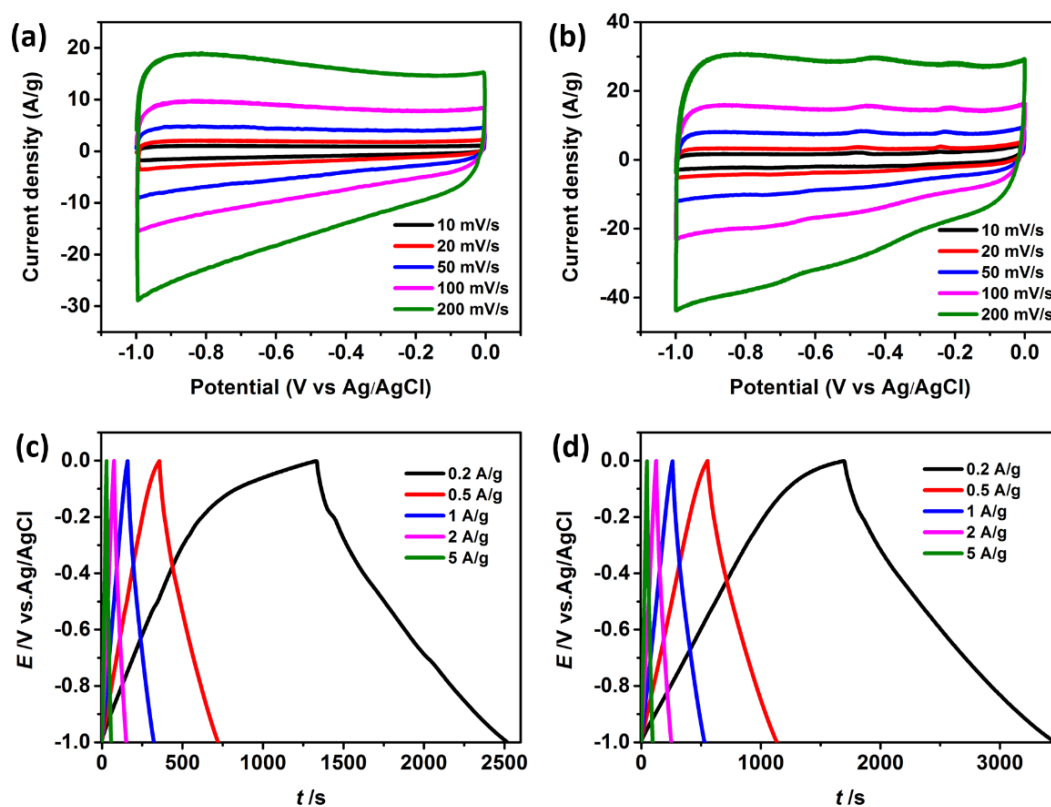 (a)
Current density (A/g)
20
10
0
-10
-20
-30
-1.0 -0.8 -0.6 -0.4 -0.2 0.0
Potential (V vs Ag/AgCl)
10 mV/s
20 mV/s
50 mV/s
100 mV/s
200 mV/s
(b)
Current density (A/g)
40
20
0
-20
-40
-1.0 -0.8 -0.6 -0.4 -0.2 0.0
Potential (V vs Ag/AgCl)
10 mV/s
20 mV/s
50 mV/s
100 mV/s
200 mV/s
(c)
E /V vs.Ag/AgCl
0.0
-0.2
-0.4
-0.6
-0.8
-1.0
0 500 1000 1500 2000 2500
t /s
0.2 A/g
0.5 A/g
1 A/g
2 A/g
5 A/g
(d)
E /V vs.Ag/AgCl
0.0
-0.2
-0.4
-0.6
-0.8
-1.0
0 1000 2000 3000
t /s
0.2 A/g
0.5 A/g
1 A/g
2 A/g
5 A/g